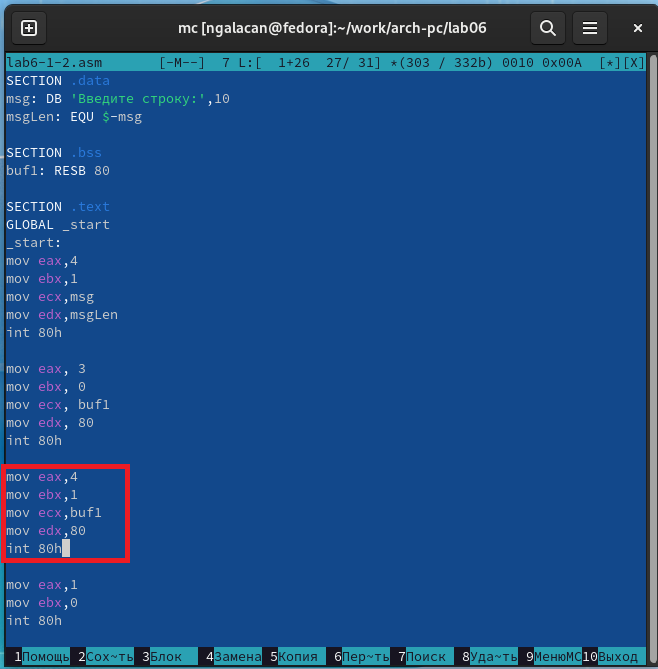 mc [ngalacan@fedora]:~/work/arch-pc/lab06
lab6-1-2.asm [-M--] 7 L:[ 1+26 27/ 31] *(303 / 332b) 0010 0x00A [*][X]
SECTION .data
msg: DB 'Введите строку:',10
msgLen: EQU $-msg
SECTION .bss
buf1: RESB 80
SECTION .text
GLOBAL _start
_start:
mov eax,4
mov ebx,1
mov ecx,msg
mov edx,msgLen
int 80h
mov eax, 3
mov ebx, 0
mov ecx, buf1
mov edx, 80
int 80h
mov eax,4
mov ebx,1
mov ecx,buf1
mov edx,80
int 80h
mov eax,1
mov ebx,0
int 80h
1Помощь 2Сох~ть 3Блок 4Замена 5Копия 6Пер~ть 7Поиск 8Уда~ть 9МенюMC 10Выход